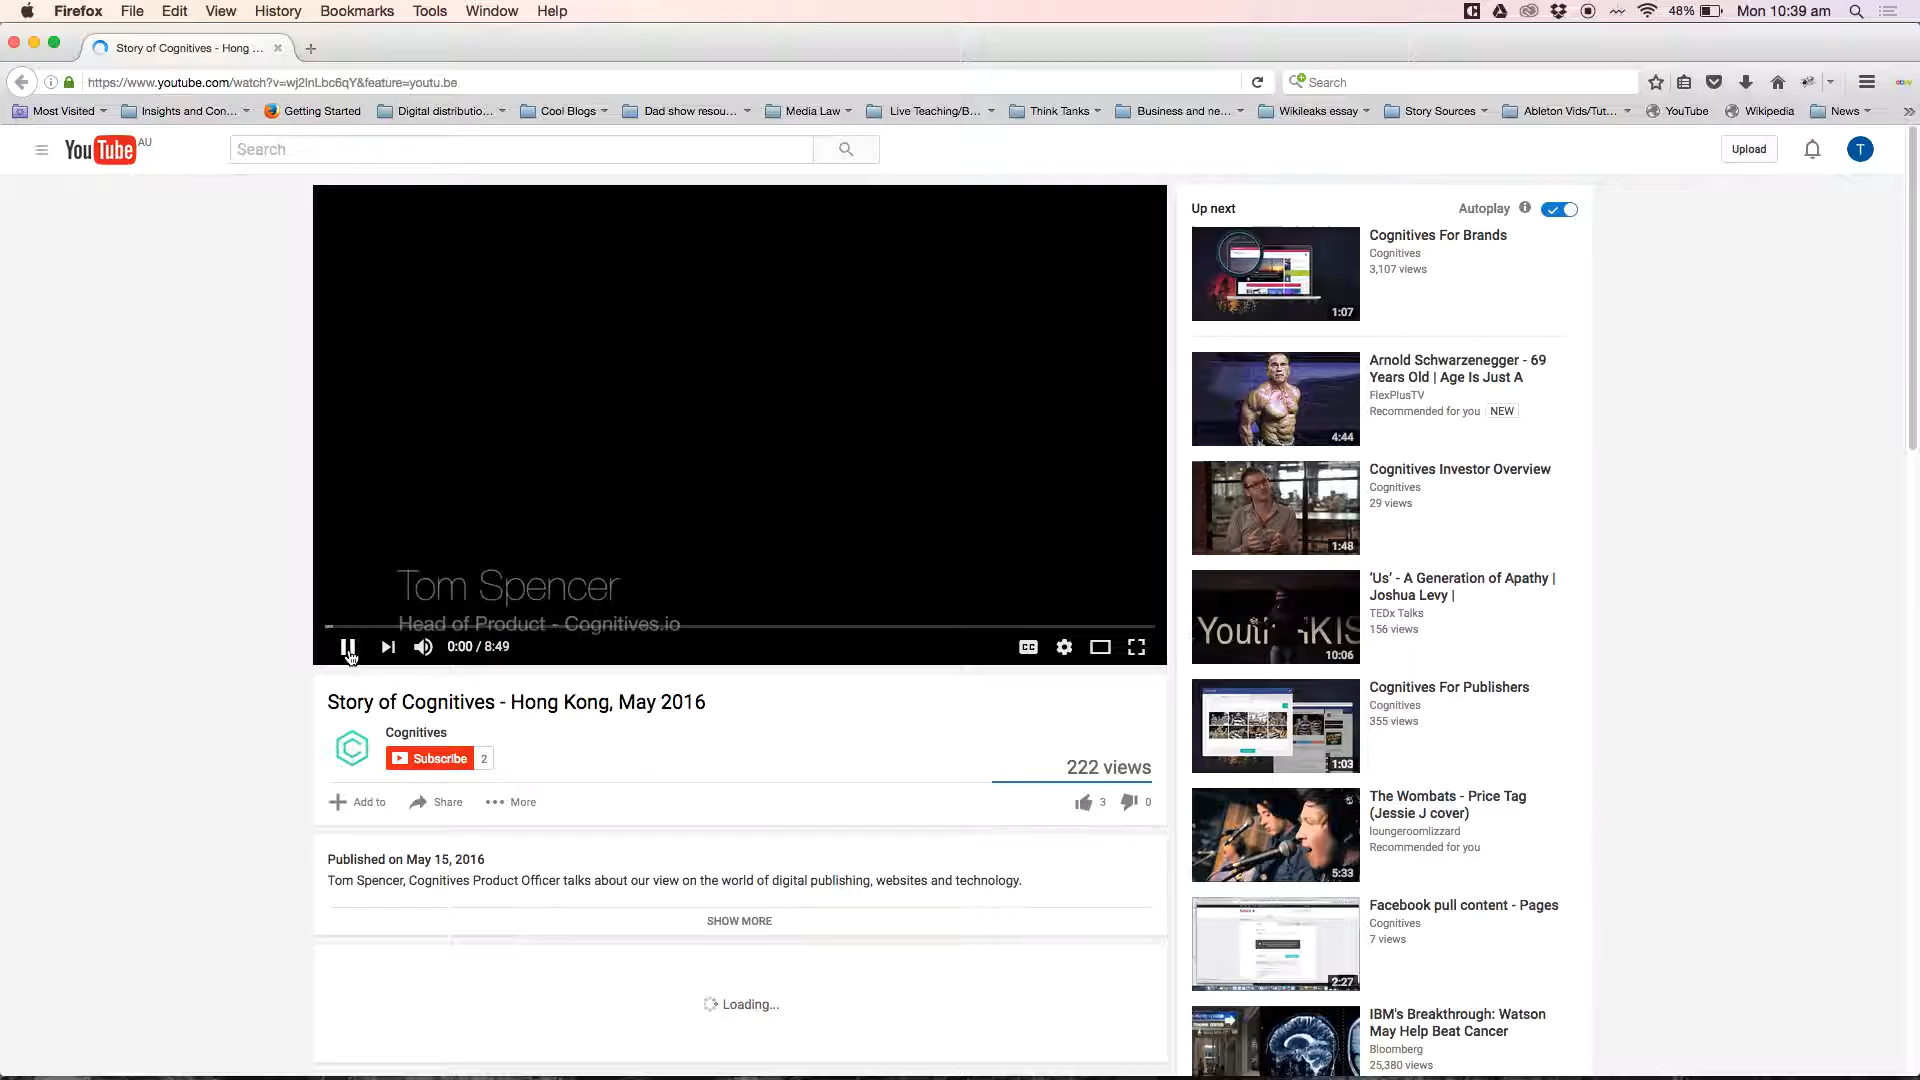 Firefox File Edit View History Bookmarks Tools Window Help 48% Mon 10:39 am
Story of Cognitives - Hong ...
https://www.youtube.com/watch?v=wj2InLbc6qY&feature=youtu.be Search
Most Visited Insights and Con... Getting Started Digital distributio... Cool Blogs Dad show resou... Media Law Live Teaching/B... Think Tanks Business and ne... Wikileaks essay Story Sources Ableton Vids/Tut... YouTube Wikipedia News
YouTube AU Search Upload T
Up next Autoplay
Cognitives For Brands
Cognitives
3,107 views
1:07
Arnold Schwarzenegger - 69
Years Old | Age Is Just A
FlexPlusTV
Recommended for you NEW
4:44
Cognitives Investor Overview
Cognitives
29 views
1:48
'Us' - A Generation of Apathy |
Joshua Levy |
TEDx Talks
156 views
10:06
Cognitives For Publishers
Cognitives
355 views
1:03
The Wombats - Price Tag
(Jessie J cover)
loungeroomlizzard
Recommended for you
5:33
Facebook pull content - Pages
Cognitives
7 views
2:27
IBM's Breakthrough: Watson
May Help Beat Cancer
Bloomberg
25,380 views
Tom Spencer
Head of Product - Cognitives.io
0:00 / 8:49 CC
Story of Cognitives - Hong Kong, May 2016
Cognitives
Subscribe 2
222 views
Add to Share More 3 0
Published on May 15, 2016
Tom Spencer, Cognitives Product Officer talks about our view on the world of digital publishing, websites and technology.
SHOW MORE
Loading...